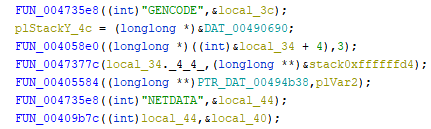 FUN_004735e8((int)"GENCODE",&local_3c);
plStackY_4c = (longlong *)&DAT_00490690;
FUN_004058e0((longlong *)((int)&local_34 + 4),3);
FUN_0047377c(local_34._4_4_,(longlong **)&stack0xffffffd4);
FUN_00405584((longlong **)PTR_DAT_00494b38,plVar2);
FUN_004735e8((int)"NETDATA",&local_44);
FUN_00409b7c((int)local_44,&local_40);